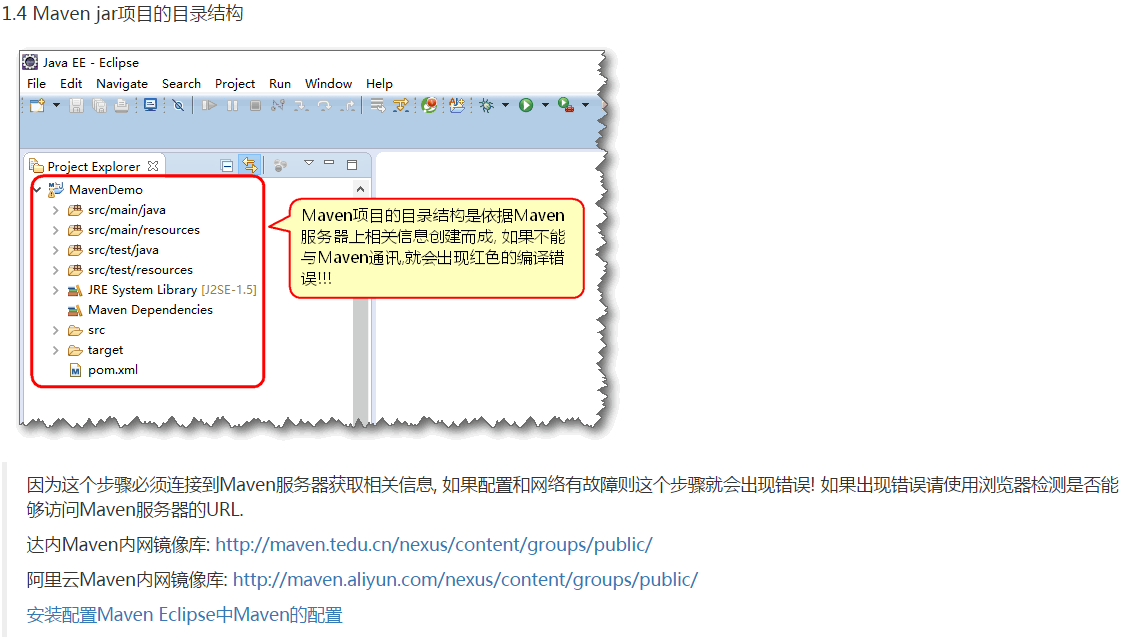 1.4 Maven jar项目的目录结构
Java EE - Eclipse
File Edit Navigate Search Project Run Window Help
Project Explorer
MavenDemo
src/main/java
src/main/resources
src/test/java
src/test/resources
JRE System Library [J2SE-1.5]
Maven Dependencies
src
target
pom.xml
Maven项目的目录结构是依据Maven
服务器上相关信息创建而成, 如果不能
与Maven通讯,就会出现红色的编译错
误!!!
因为这个步骤必须连接到Maven服务器获取相关信息, 如果配置和网络有故障则这个步骤就会出现错误! 如果出现错误请使用浏览器检测是否能
够访问Maven服务器的URL.
达内Maven内网镜像库: http://maven.tedu.cn/nexus/content/groups/public/
阿里云Maven内网镜像库: http://maven.aliyun.com/nexus/content/groups/public/
安装配置Maven Eclipse中Maven的配置